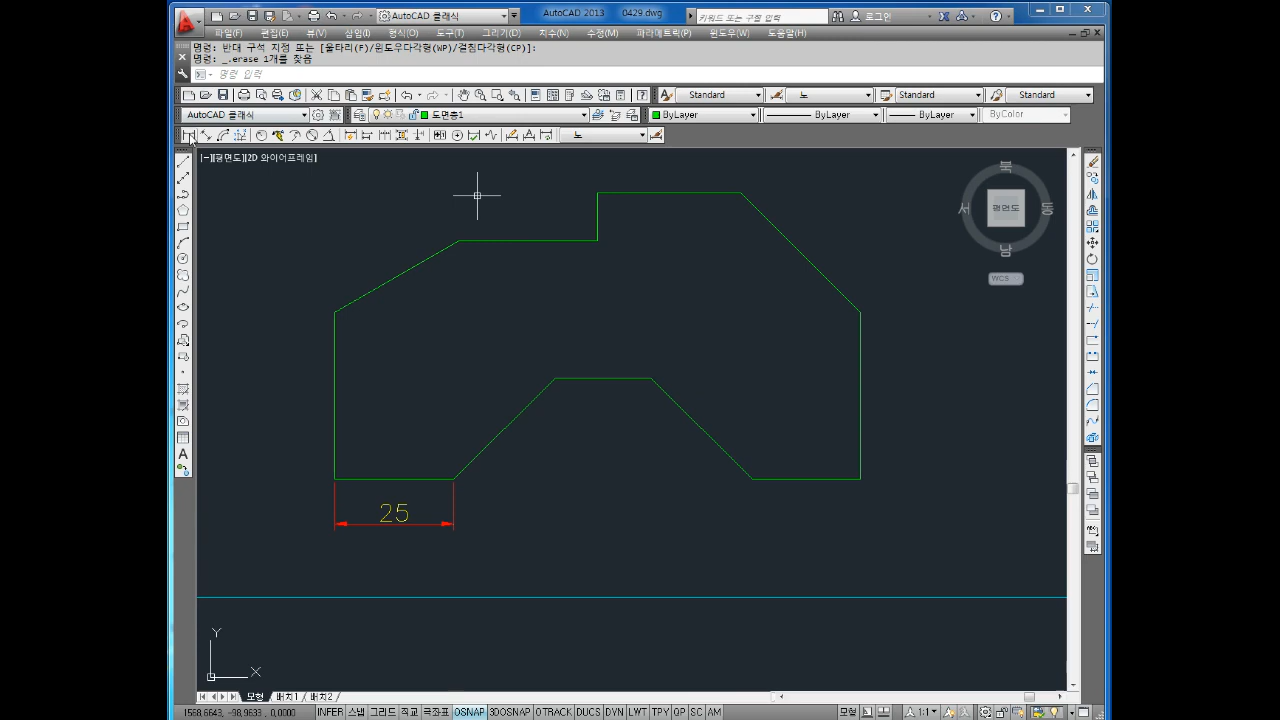 AutoCAD 클래식
AutoCAD 2013 0429.dwg
키워드 또는 구절 입력
로그인
파일(F) 편집(E) 뷰(V) 삽입(I) 형식(O) 도구(T) 그리기(D) 치수(N) 수정(M) 파라메트릭(P) 윈도우(W) 도움말(H)
명령: 반대 구석 지정 또는 [울타리(F)/윈도우다각형(WP)/걸침다각형(CP)]:
명령: _.erase 1개를 찾음
명령 입력
Standard 노 Standard Standard
AutoCAD 클래식 도면층1 ByLayer ByLayer ByLayer ByColor
노
[-][평면도][2D 와이어프레임]
북
서 평면도 동
남
WCS
25
Y
X
모형 배치1 배치2
1568,6643, -98,9633 , 0,0000 INFER 스냅 그리드 직교 극좌표 OSNAP 3DOSNAP OTRACK DUCS DYN LWT TPY QP SC AM 모형 1:1